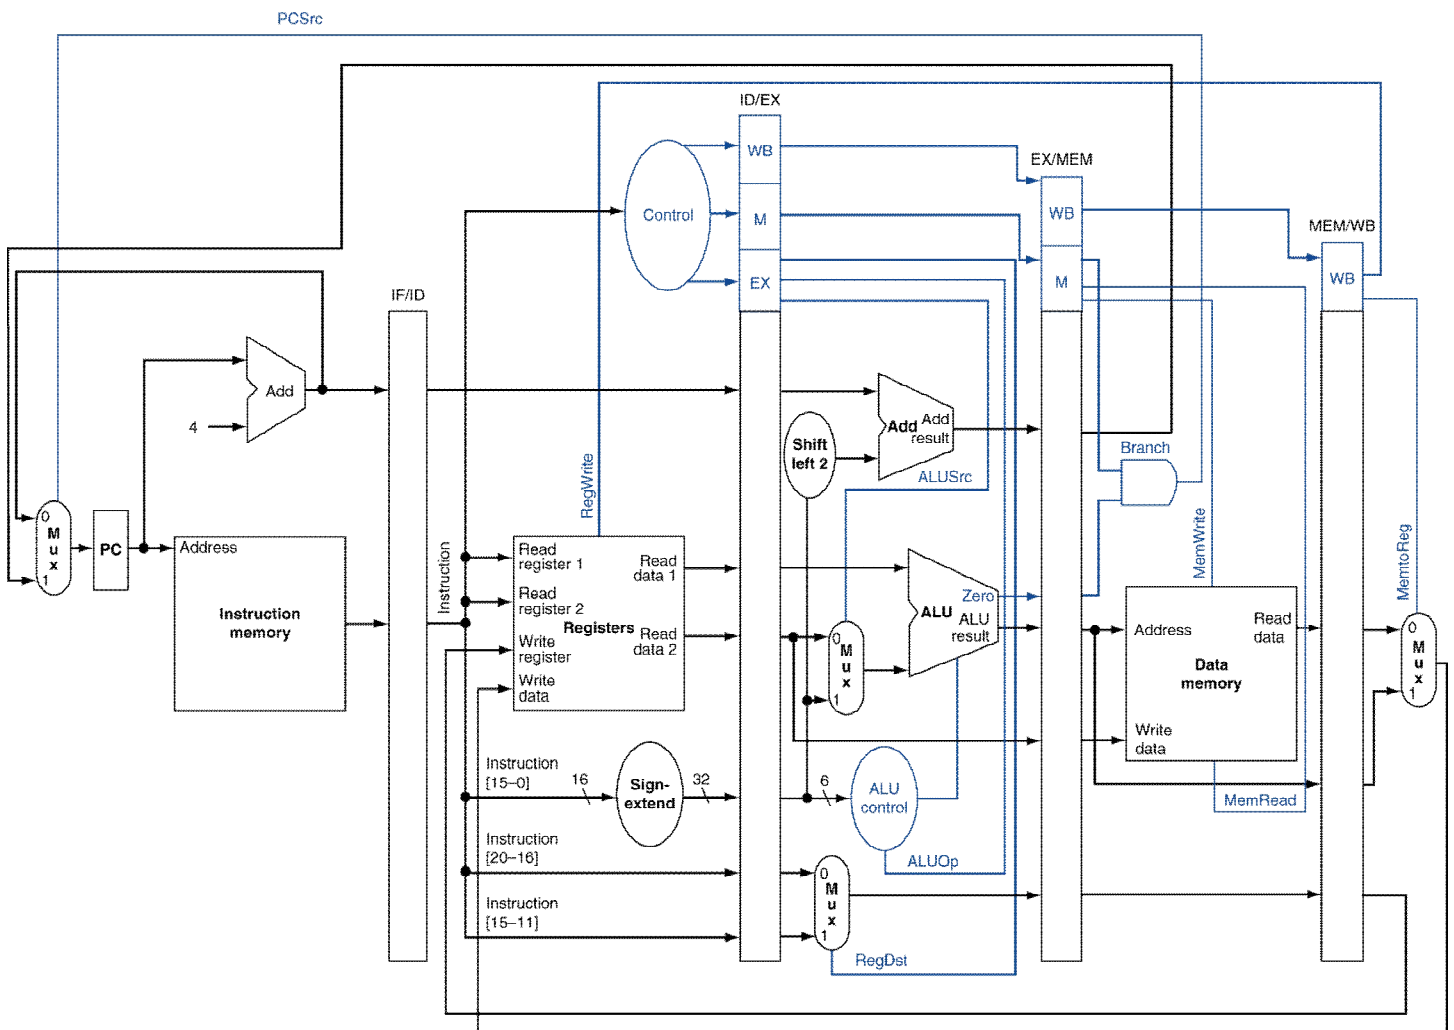 PCSrc
ID/EX
WB
EX/MEM
Control
M
WB
MEM/WB
EX
M
WB
IF/ID
Add
4
Shift
left 2
Add
Add
result
Branch
ALUSrc
RegWrite
MemWrite
MemtoReg
0
M
u
x
1
PC
Address
Instruction
memory
Instruction
Read
register 1
Read
register 2
Write
register
Write
data
Registers
Read
data 1
Read
data 2
0
M
u
x
1
ALU
Zero
ALU
result
Address
Read
data
Data
memory
Write
data
0
M
u
x
1
Instruction
[15–0]
16
Sign-
extend
32
6
ALU
control
MemRead
Instruction
[20–16]
ALUOp
Instruction
[15–11]
0
M
u
x
1
RegDst